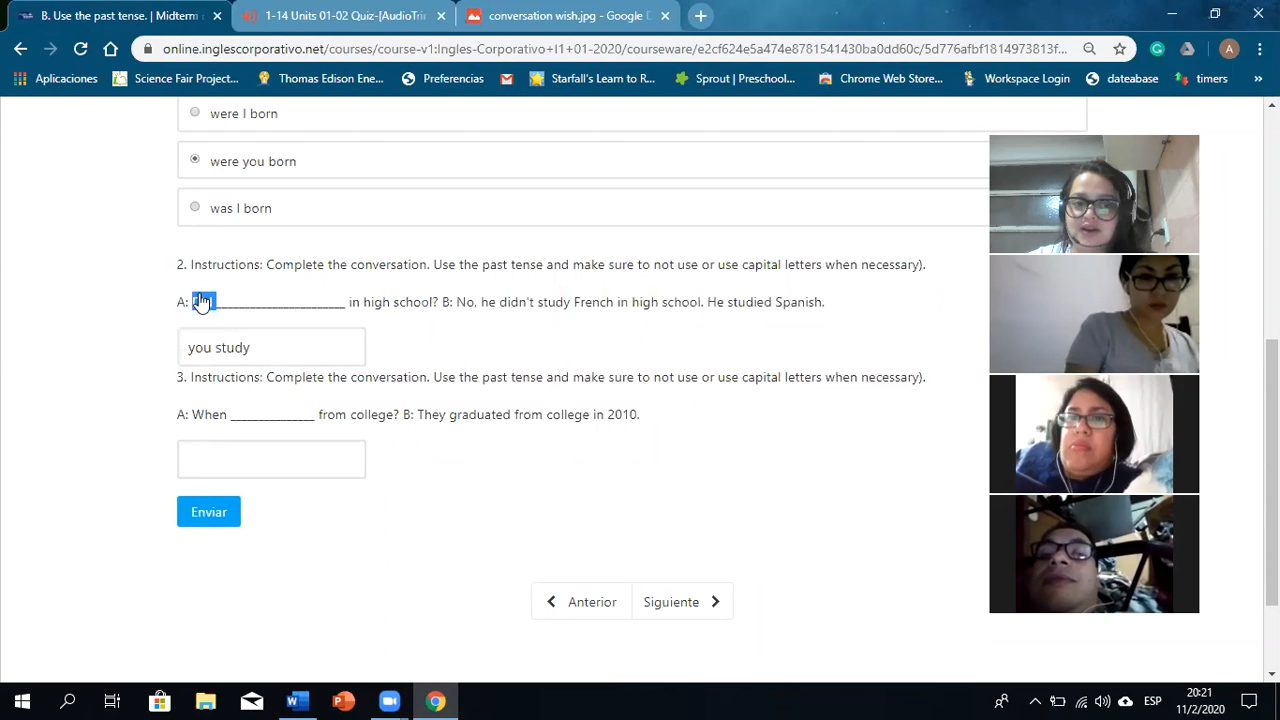 B. Use the past tense. | Midterm
1-14 Units 01-02 Quiz-[AudioTrin
conversation wish.jpg - Google D
online.inglescorporativo.net/courses/course-v1:Ingles-Corporativo+I1+01-2020/courseware/e2cf624e5a474e8781541430ba0dd60c/5d776afbf1814973813f...
A
Aplicaciones
Science Fair Project...
Thomas Edison Ene...
Preferencias
Starfall's Learn to R...
Sprout | Preschool...
Chrome Web Store...
Workspace Login
dateabase
timers
»
were I born
were you born
was I born
2. Instructions: Complete the conversation. Use the past tense and make sure to not use or use capital letters when necessary).
A: _______________________ in high school? B: No, he didn't study French in high school. He studied Spanish.
you study
3. Instructions: Complete the conversation. Use the past tense and make sure to not use or use capital letters when necessary).
A: When ______________ from college? B: They graduated from college in 2010.
Enviar
Anterior
Siguiente
ESP
20:21
11/2/2020